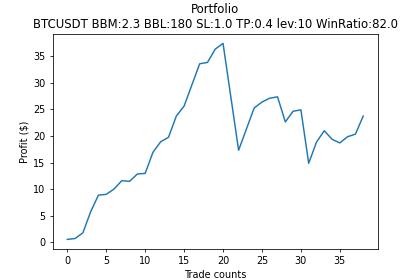 Portfolio
BTCUSDT BBM:2.3 BBL:180 SL:1.0 TP:0.4 lev:10 WinRatio:82.0
35
30
25
20
15
10
5
0
Profit ($)
0 5 10 15 20 25 30 35
Trade counts